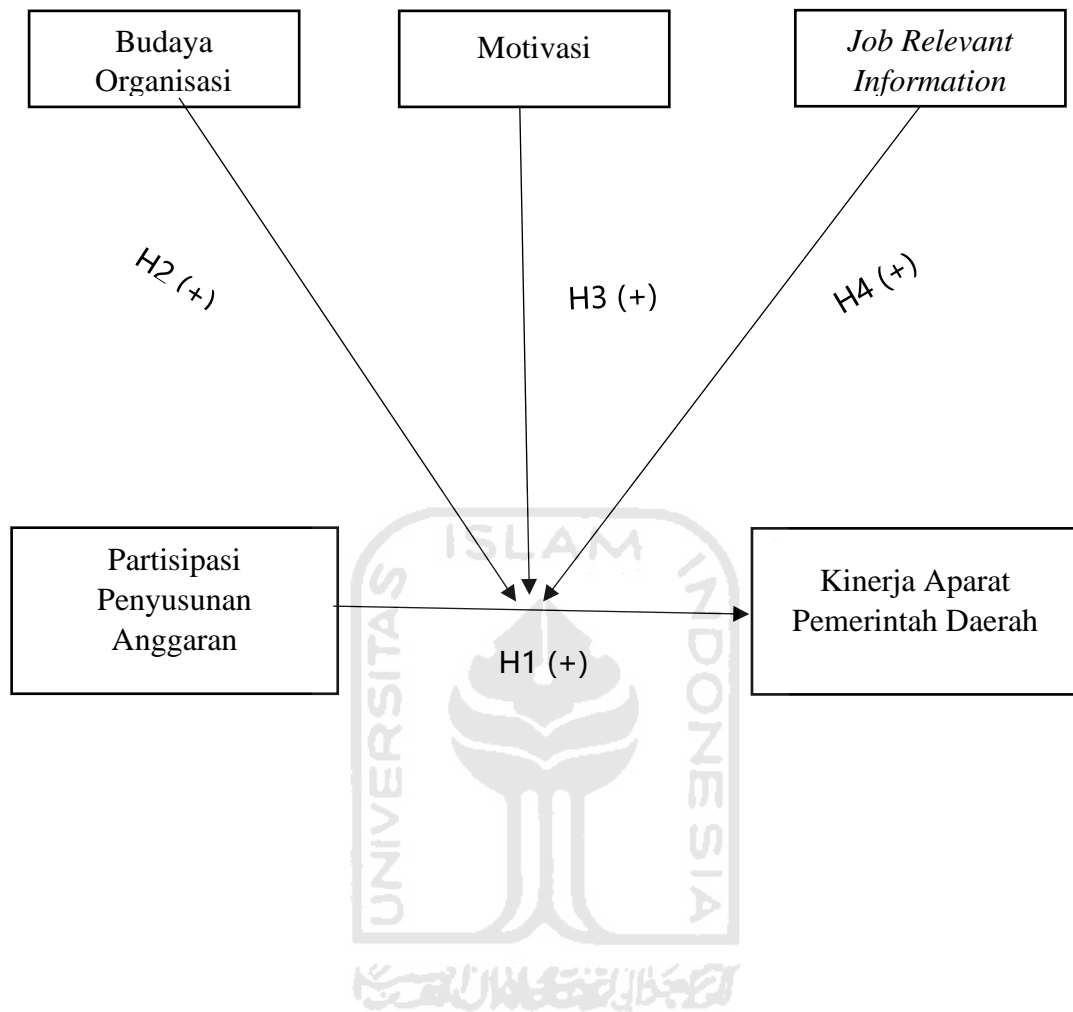 Budaya
Organisasi
Motivasi
Job Relevant
Information
H2 (+)
H3 (+)
H4 (+)
Partisipasi
Penyusunan
Anggaran
Kinerja Aparat
Pemerintah Daerah
H1 (+)
UNIVERSITAS
ISLAM
INDONESIA